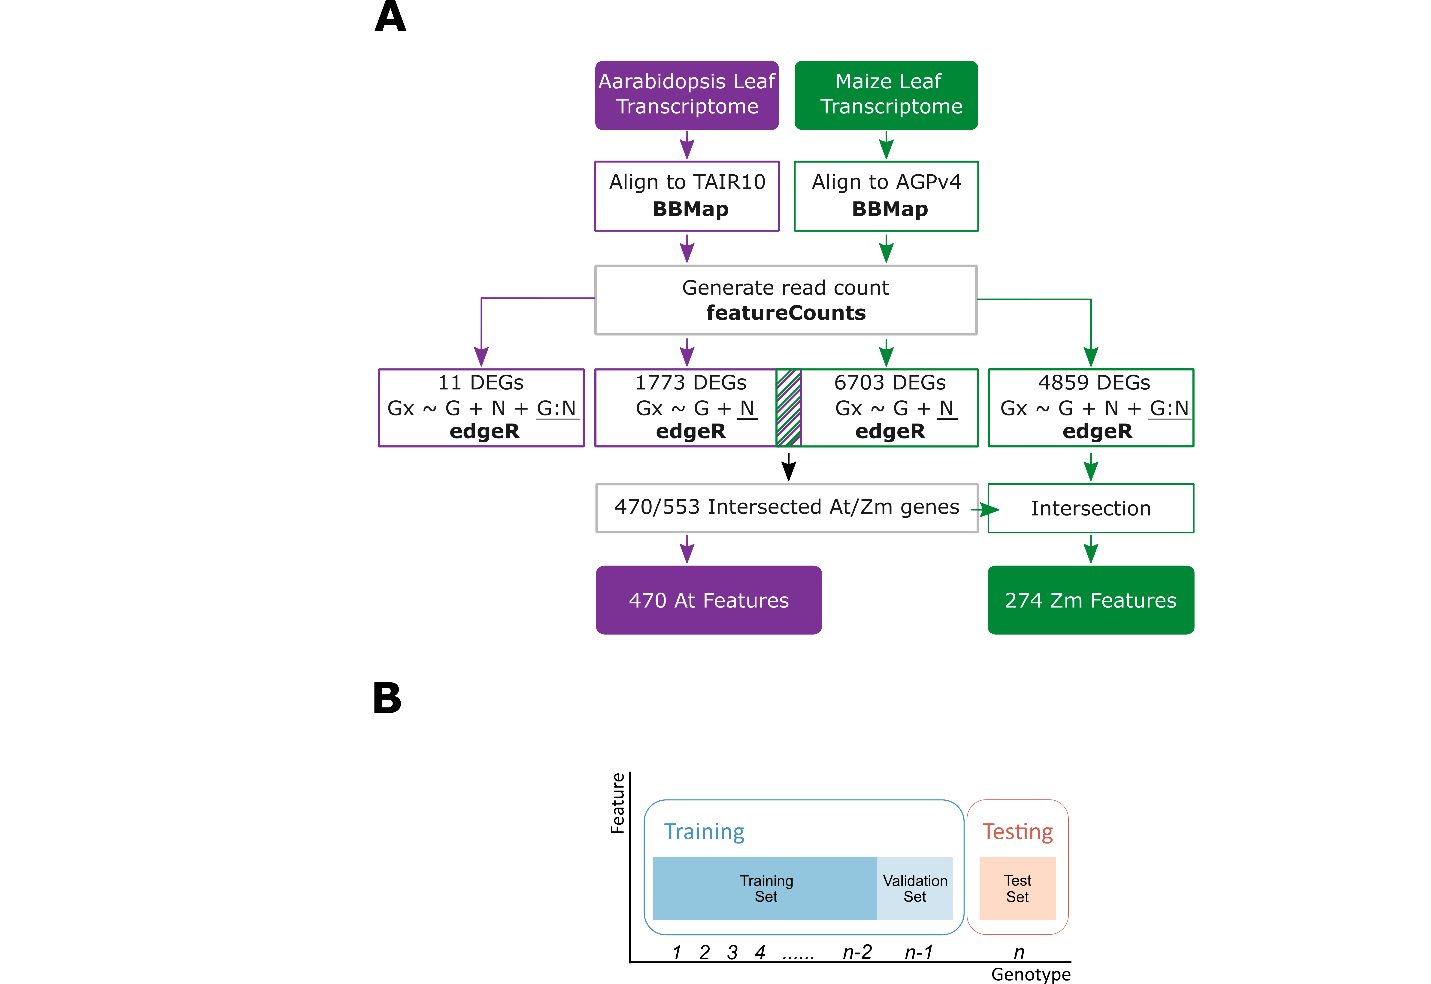 A
Aarabidopsis Leaf
Transcriptome
Maize Leaf
Transcriptome
Align to TAIR10
BBMap
Align to AGPv4
BBMap
Generate read count
featureCounts
11 DEGs
Gx ~ G + N + G:N
edgeR
1773 DEGs
Gx ~ G + N
edgeR
6703 DEGs
Gx ~ G + N
edgeR
4859 DEGs
Gx ~ G + N + G:N
edgeR
470/553 Intersected At/Zm genes
Intersection
470 At Features
274 Zm Features
B
Feature
Training
Testing
Training
Set
Validation
Set
Test
Set
1 2 3 4 ...... n-2 n-1 n
Genotype